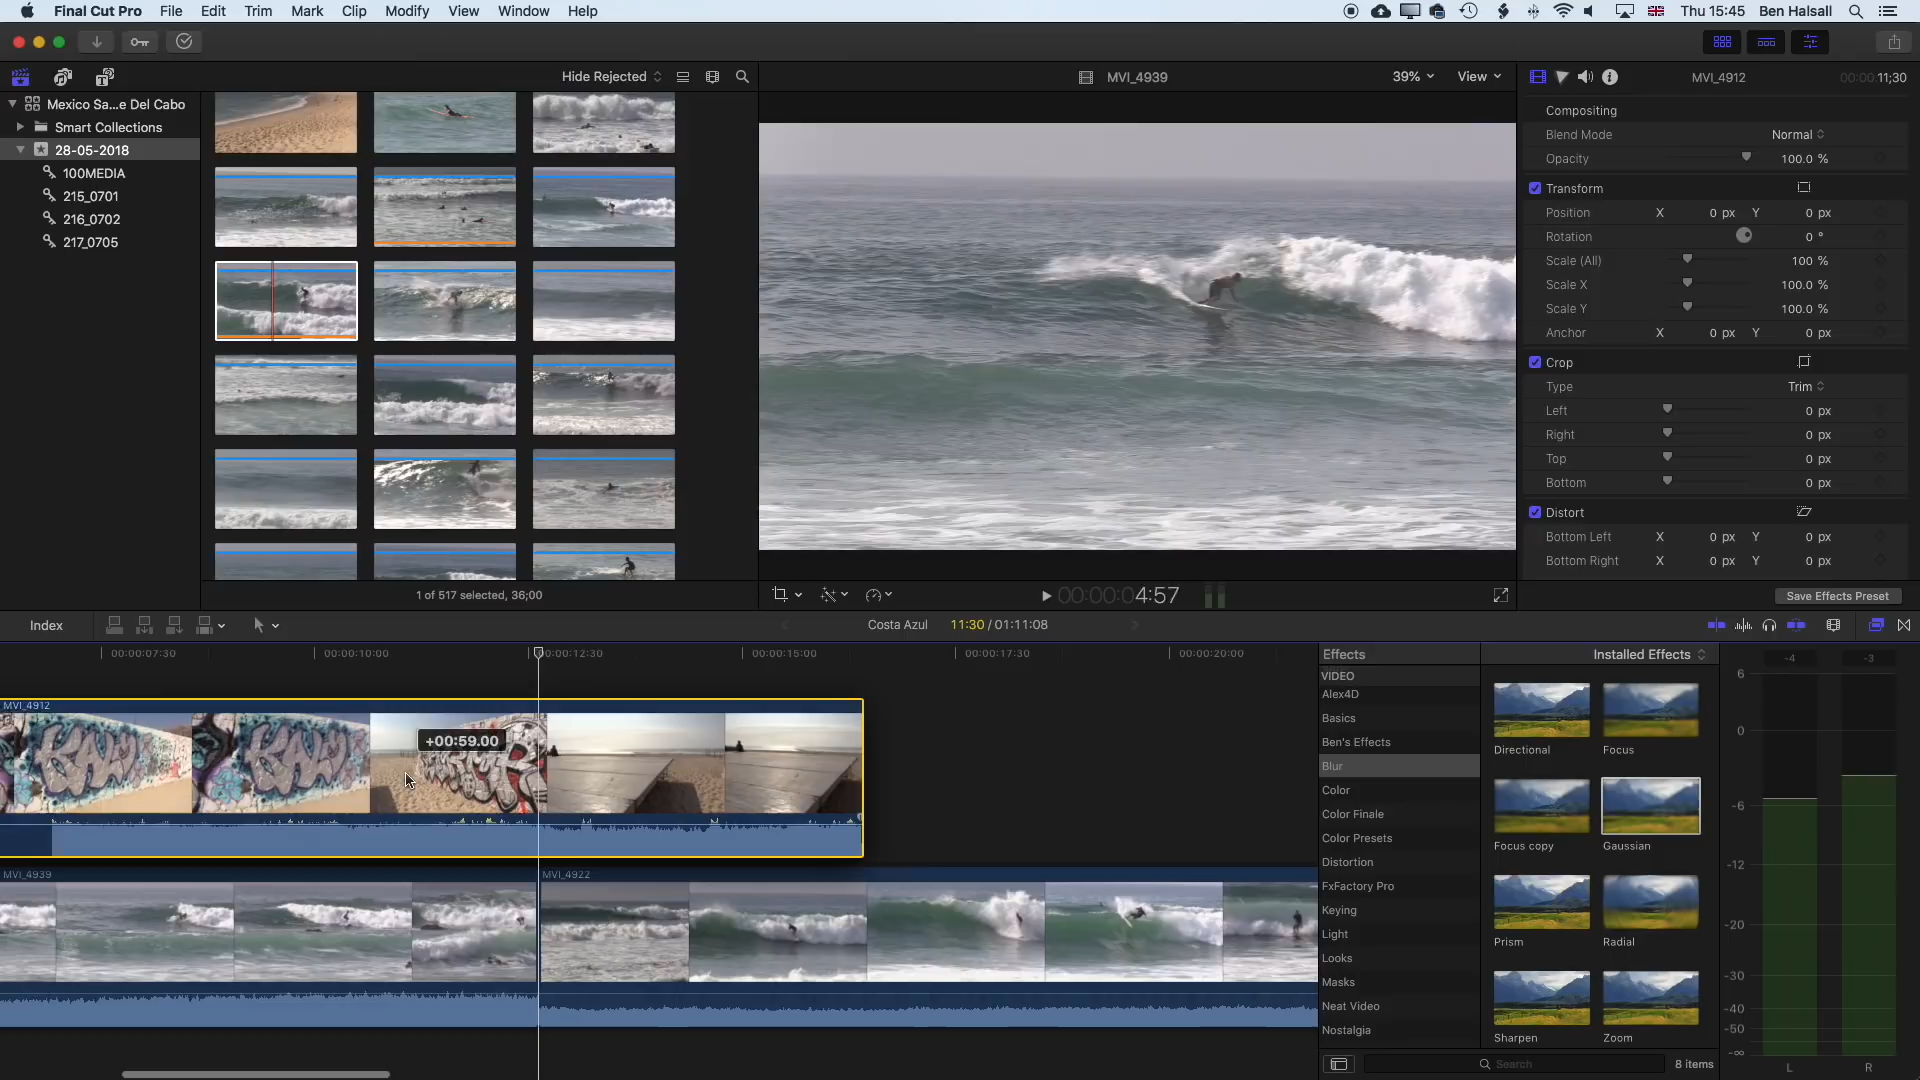 Final Cut Pro File Edit Trim Mark Clip Modify View Window Help Thu 15:45 Ben Halsall
Hide Rejected MVI_4939 39% View MVI_4912 00:00:11;30
Mexico Sa...e Del Cabo
Smart Collections
28-05-2018
100MEDIA
215_0701
216_0702
217_0705
1 of 517 selected, 36;00
00:00:04:57
Compositing
Blend Mode Normal
Opacity 100.0 %
Transform
Position X 0 px Y 0 px
Rotation 0 °
Scale (All) 100 %
Scale X 100.0 %
Scale Y 100.0 %
Anchor X 0 px Y 0 px
Crop
Type Trim
Left 0 px
Right 0 px
Top 0 px
Bottom 0 px
Distort
Bottom Left X 0 px Y 0 px
Bottom Right X 0 px Y 0 px
Save Effects Preset
Index Costa Azul 11:30 / 01:11:08
00:00:07:30 00:00:10:00 00:00:12:30 00:00:15:00 00:00:17:30 00:00:20:00
MVI_4912
+00:59.00
MVI_4939 MVI_4922
Effects Installed Effects
VIDEO
Alex4D
Basics
Ben's Effects
Blur
Color
Color Finale
Color Presets
Distortion
FxFactory Pro
Keying
Light
Looks
Masks
Neat Video
Nostalgia
Directional Focus
Focus copy Gaussian
Prism Radial
Sharpen Zoom
Search 8 items
-4 -3
6
0
-6
-12
-20
-30
-40
-50
-∞
L R